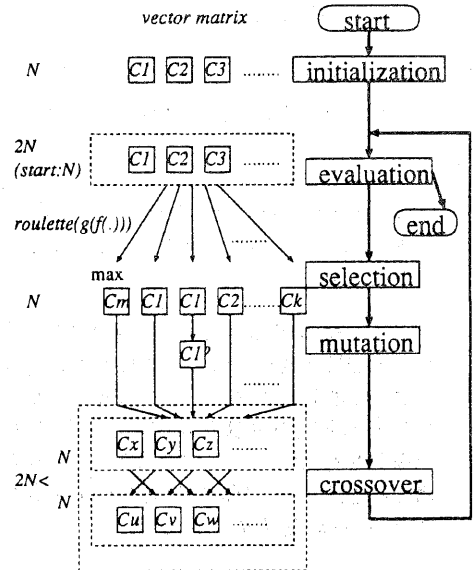 vector matrix start
N C1 C2 C3 ........ initialization
2N
(start:N) C1 C2 C3 ........ evaluation
end
roulette(g(f(.))) ........
max selection
N Cm C1 C1 C2 ........ Ck
mutation
C1?
........
N Cx Cy Cz ........
2N< crossover
N Cu Cv Cw ........